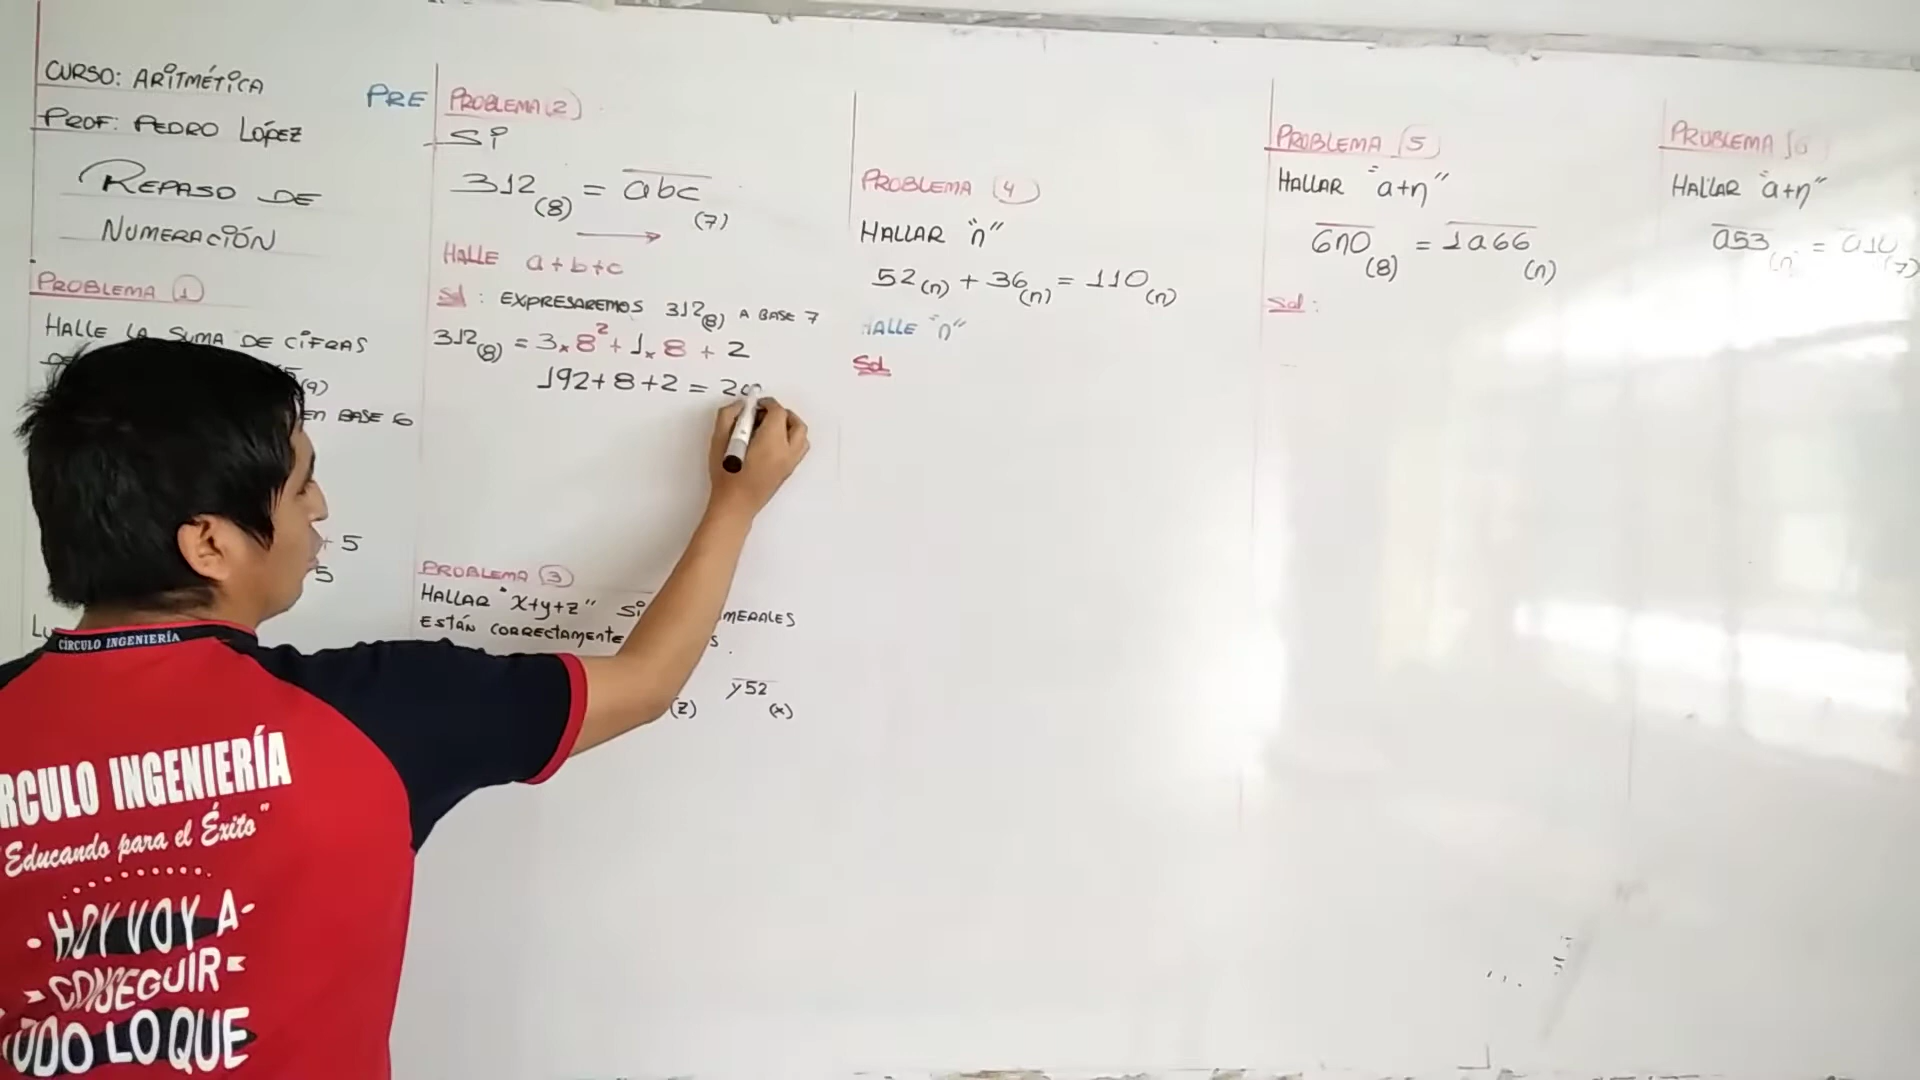 CURSO: ARITMÉTICA
PROF: PEDRO LÓPEZ
REPASO DE
NUMERACIÓN
PROBLEMA (1)
HALLE LA SUMA DE CIFRAS
(9)
EN BASE 6
+ 5
5
PRE
PROBLEMA (2)
Si
312(8) = abc(7)
HALLE a+b+c
Sol: EXPRESAREMOS 312(8) A BASE 7
312(8) = 3x8² + 1x8 + 2
192+8+2 = 20
PROBLEMA (3)
HALLAR "x+y+z" Si MERALES
ESTÁN CORRECTAMENTE S.
(z) y52(x)
PROBLEMA (4)
HALLAR "n"
52(n) + 36(n) = 110(n)
HALLE "n"
Sol
PROBLEMA (5)
HALLAR "a+n"
6n0(8) = 1a66(n)
Sol:
PROBLEMA
HALLAR "a+n"
a53(n) = (7)
CÍRCULO INGENIERÍA
RCULO INGENIERÍA
"Educando para el Éxito"
- HOY VOY A -
CONSEGUIR
TODO LO QUE